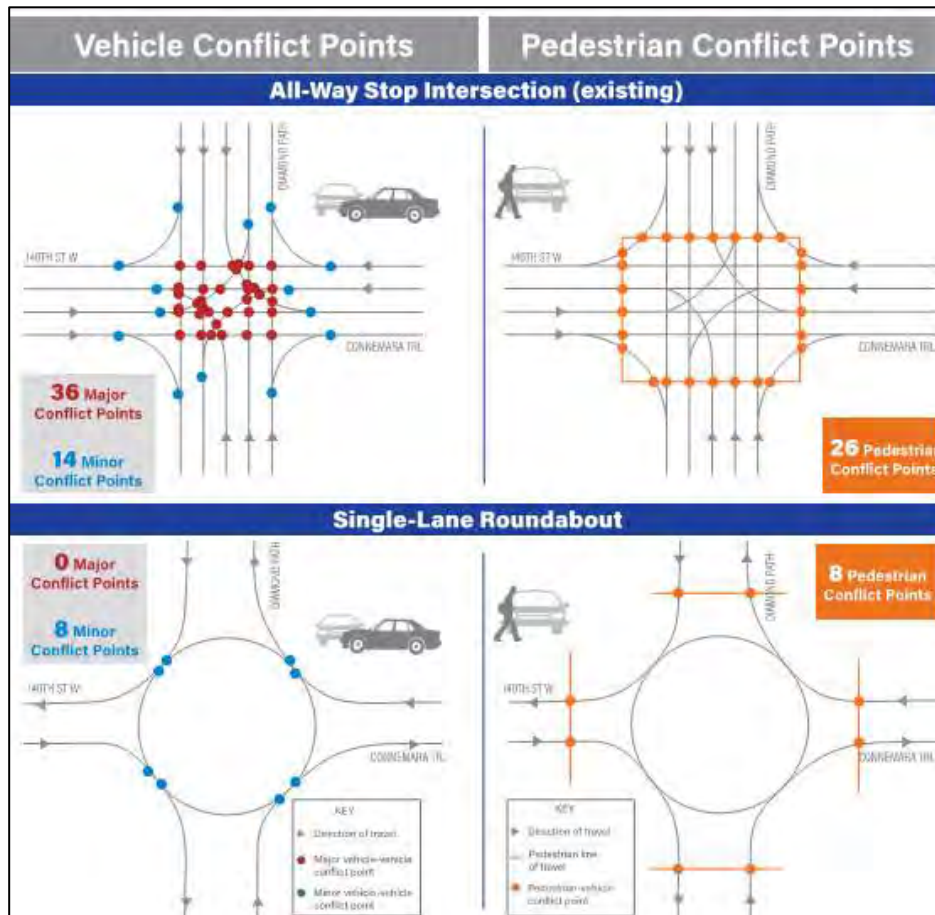 Vehicle Conflict Points
Pedestrian Conflict Points
All-Way Stop Intersection (existing)
DIAMOND PATH
140TH ST W
CONNEMARA TRL
36 Major
Conflict Points
14 Minor
Conflict Points
DIAMOND PATH
140TH ST W
CONNEMARA TRL
26 Pedestrian
Conflict Points
Single-Lane Roundabout
0 Major
Conflict Points
8 Minor
Conflict Points
DIAMOND PATH
140TH ST W
CONNEMARA TRL
KEY
Direction of travel
Major vehicle-vehicle
conflict point
Minor vehicle-vehicle
conflict point
8 Pedestrian
Conflict Points
DIAMOND PATH
140TH ST W
CONNEMARA TRL
KEY
Direction of travel
Pedestrian line
of travel
Pedestrian-vehicle
conflict point